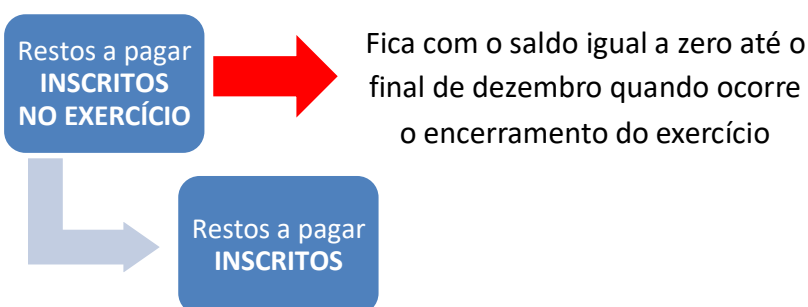 Restos a pagar
INSCRITOS
NO EXERCÍCIO
Fica com o saldo igual a zero até o
final de dezembro quando ocorre
o encerramento do exercício
Restos a pagar
INSCRITOS